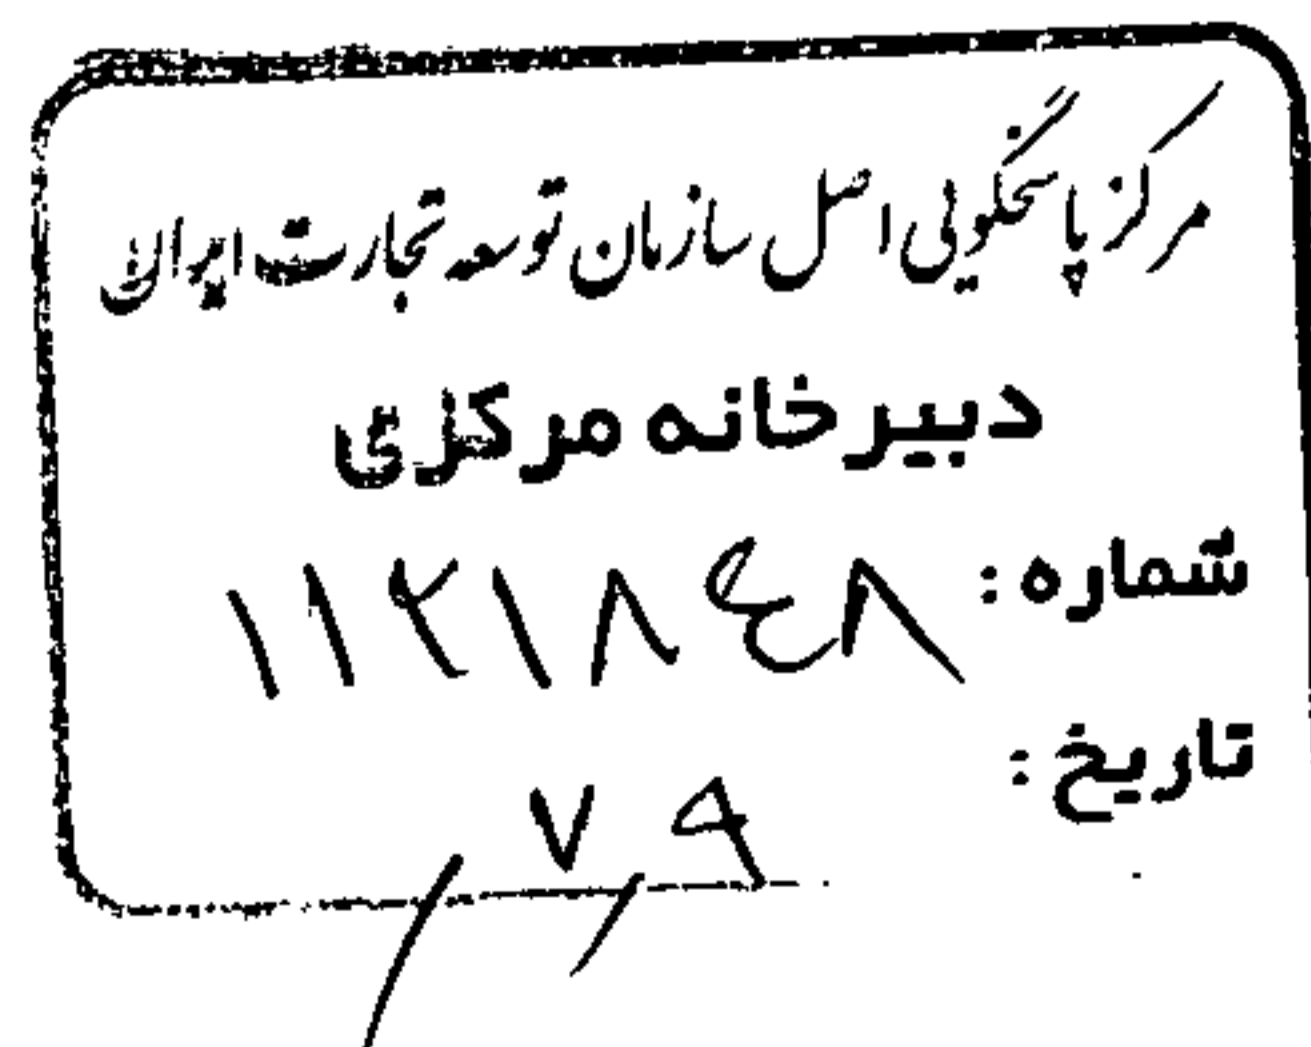 مرکز پاسخگویی اصل سازمان توسعه تجارت ایران
دبیرخانه مرکزی
شماره : ۱۱۲۱۸۴۸
تاریخ : ۷/۹/